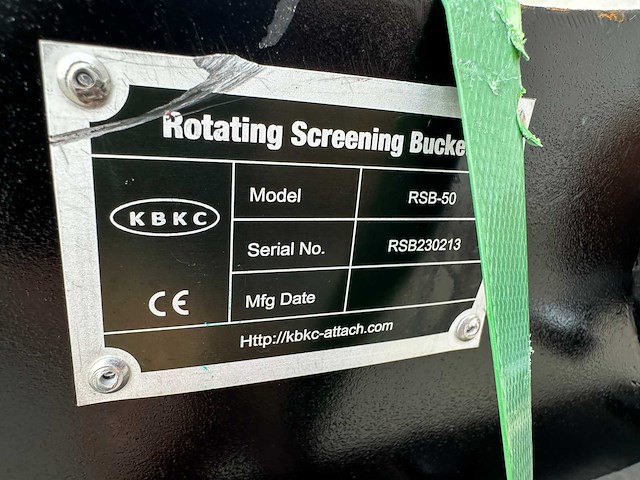 Rotating Screening Bucke
KBKC
Model RSB-50
Serial No. RSB230213
CE
Mfg Date
Http://kbkc-attach.com